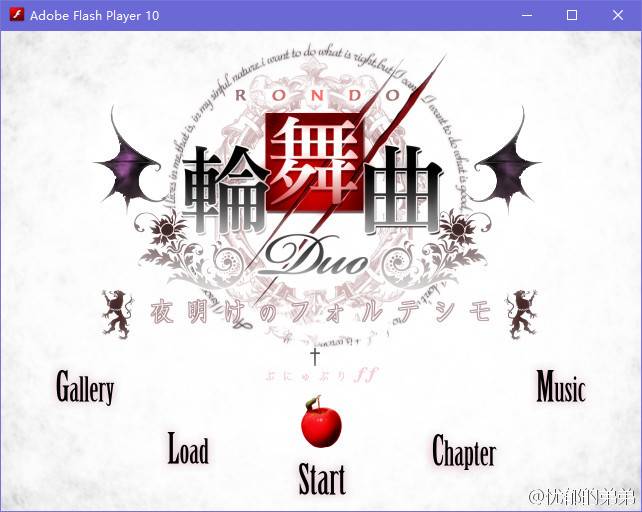 Adobe Flash Player 10
RONDO
輪舞曲
Duo
夜明けのフォルテシモ
ぷにゅぷりff
Gallery
Music
Load
Chapter
Start
@忧郁的弟弟